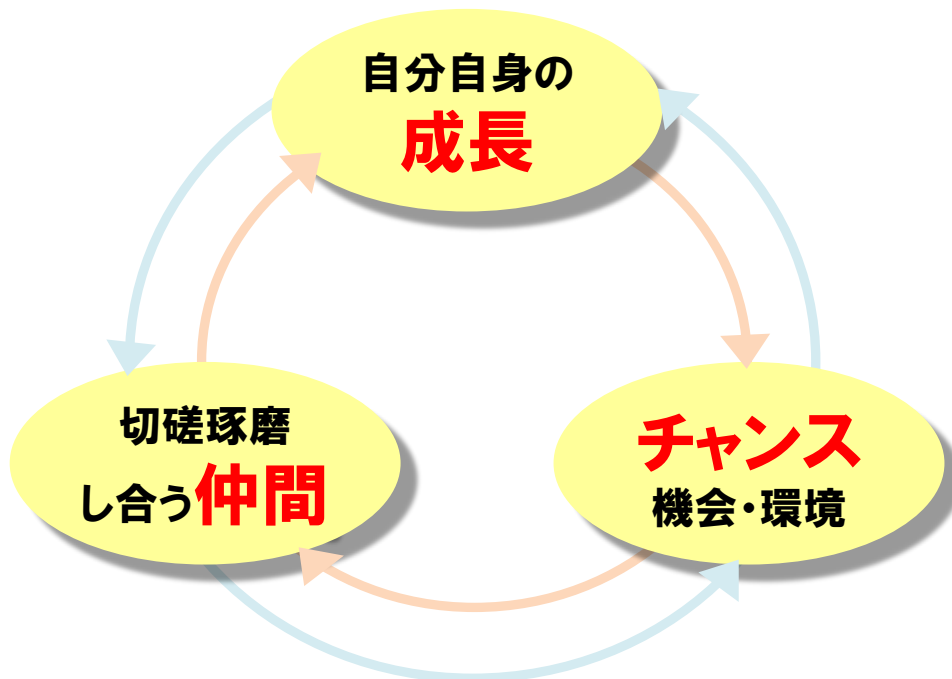 自分自身の
成長
切磋琢磨
し合う仲間
チャンス
機会・環境